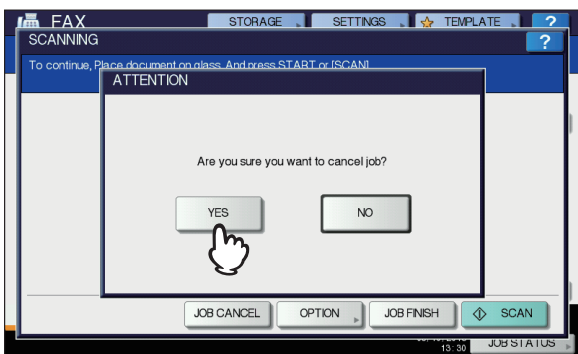 FAX
STORAGE
SETTINGS
TEMPLATE
?
SCANNING
?
To continue, Place document on glass. And press START or [SCAN]
ATTENTION
Are you sure you want to cancel job?
YES
NO
JOB CANCEL
OPTION
JOB FINISH
SCAN
13:30
JOB STATUS